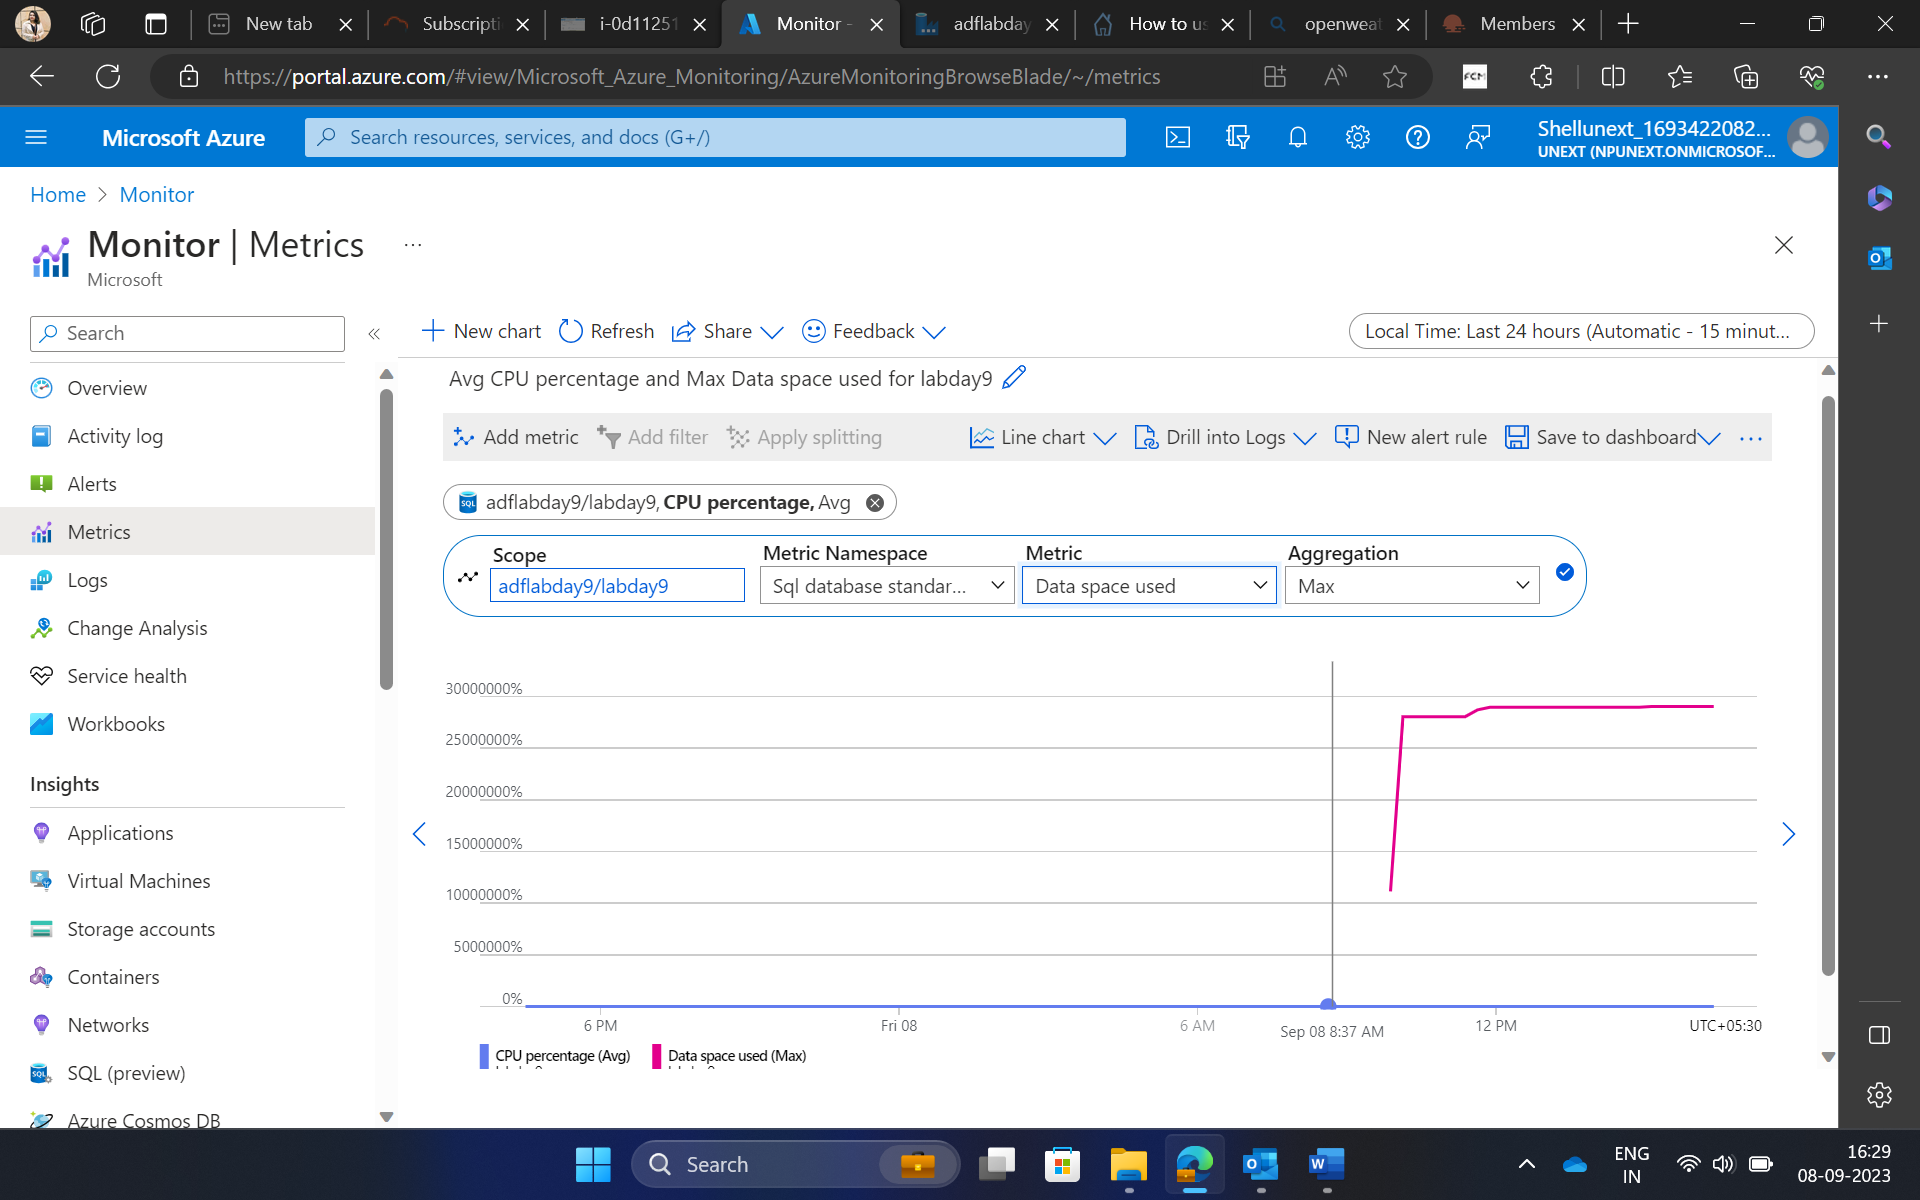 New tab
Subscripti
i-0d11251
Monitor -
adflabday
How to us
openweat
Members
https://portal.azure.com/#view/Microsoft_Azure_Monitoring/AzureMonitoringBrowseBlade/~/metrics
FCM
Microsoft Azure
Search resources, services, and docs (G+/)
Shellunext_1693422082...
UNEXT (NPUNEXT.ONMICROSOF...
Home > Monitor
Monitor | Metrics ...
Microsoft
Search
«
New chart
Refresh
Share
Feedback
Local Time: Last 24 hours (Automatic - 15 minut...
Overview
Activity log
Alerts
Metrics
Logs
Change Analysis
Service health
Workbooks
Insights
Applications
Virtual Machines
Storage accounts
Containers
Networks
SQL (preview)
Azure Cosmos DB
Avg CPU percentage and Max Data space used for labday9
Add metric
Add filter
Apply splitting
Line chart
Drill into Logs
New alert rule
Save to dashboard
...
adflabday9/labday9, CPU percentage, Avg
Scope
adflabday9/labday9
Metric Namespace
Sql database standar...
Metric
Data space used
Aggregation
Max
30000000%
25000000%
20000000%
15000000%
10000000%
5000000%
0%
6 PM
Fri 08
6 AM
Sep 08 8:37 AM
12 PM
UTC+05:30
CPU percentage (Avg)
Data space used (Max)
Search
ENG
IN
16:29
08-09-2023